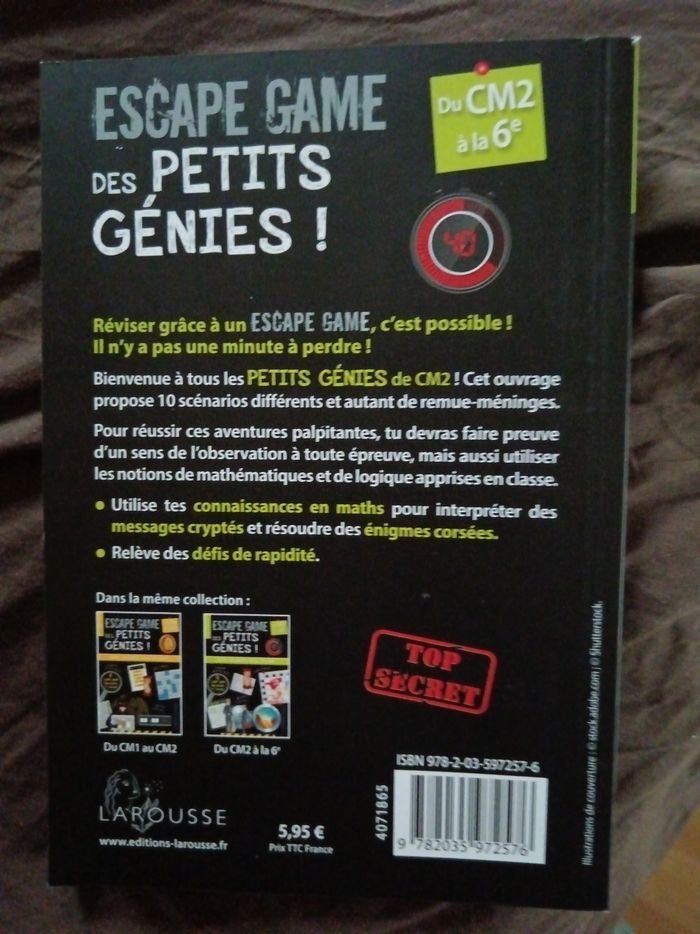 ESCAPE GAME
DES PETITS
GÉNIES !
Du CM2
à la 6e
40
Réviser grâce à un ESCAPE GAME, c'est possible !
Il n'y a pas une minute à perdre !
Bienvenue à tous les PETITS GÉNIES de CM2 ! Cet ouvrage
propose 10 scénarios différents et autant de remue-méninges.
Pour réussir ces aventures palpitantes, tu devras faire preuve
d'un sens de l'observation à toute épreuve, mais aussi utiliser
les notions de mathématiques et de logique apprises en classe.
• Utilise tes connaissances en maths pour interpréter des
messages cryptés et résoudre des énigmes corsées.
• Relève des défis de rapidité.
Dans la même collection :
ESCAPE GAME
DES PETITS
GÉNIES !
Du CM1 au CM2
ESCAPE GAME
DES PETITS
GÉNIES !
Du CM2 à la 6e
TOP
SECRET
LAROUSSE
www.editions-larousse.fr
5,95 €
Prix TTC France
ISBN 978-2-03-597257-6
4071865
9 782035 972576
Illustrations de couverture : © stock.adobe.com ; © Shutterstock.